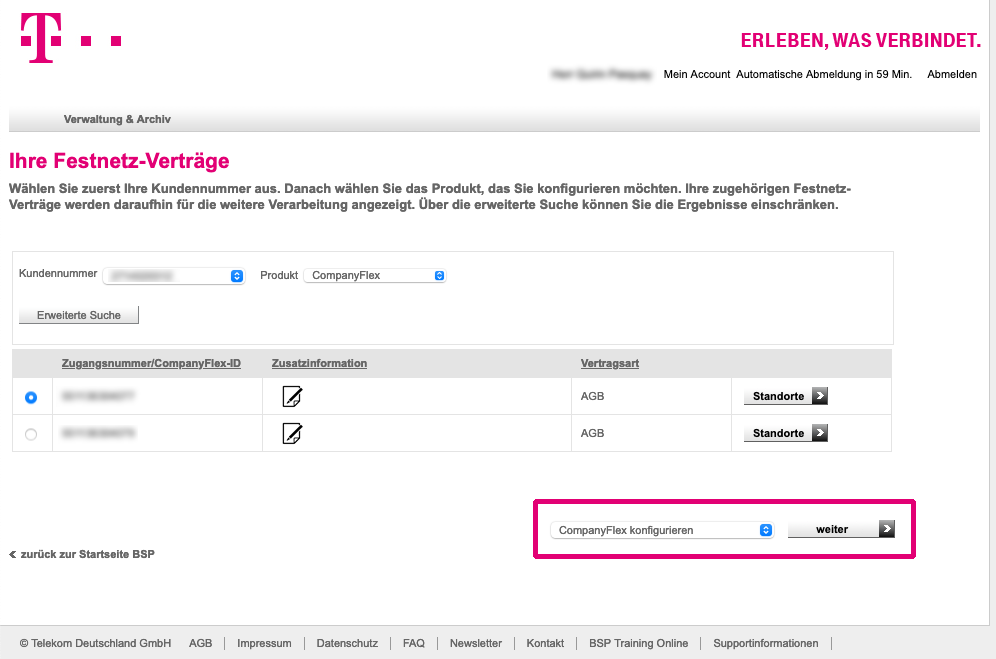 T
ERLEBEN, WAS VERBINDET.
Mein Account Automatische Abmeldung in 59 Min. Abmelden
Verwaltung & Archiv
Ihre Festnetz-Verträge
Wählen Sie zuerst Ihre Kundennummer aus. Danach wählen Sie das Produkt, das Sie konfigurieren möchten. Ihre zugehörigen Festnetz-
Verträge werden daraufhin für die weitere Verarbeitung angezeigt. Über die erweiterte Suche können Sie die Ergebnisse einschränken.
Kundennummer Produkt CompanyFlex
Erweiterte Suche
Zugangsnummer/CompanyFlex-ID Zusatzinformation Vertragsart
AGB Standorte
AGB Standorte
CompanyFlex konfigurieren weiter
zurück zur Startseite BSP
© Telekom Deutschland GmbH AGB Impressum Datenschutz FAQ Newsletter Kontakt BSP Training Online Supportinformationen